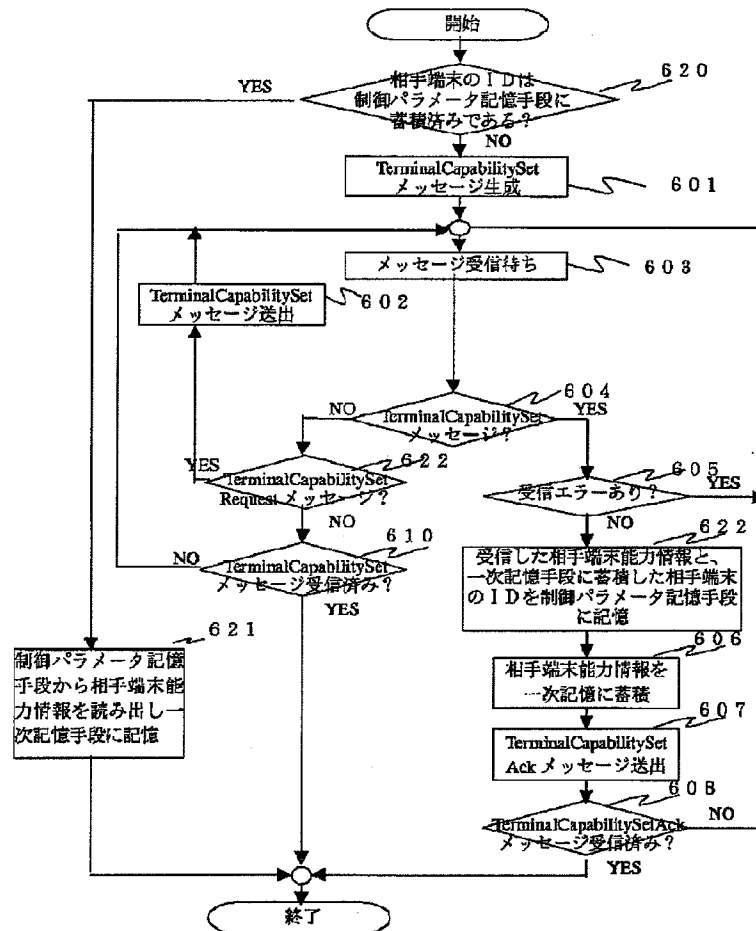 開始
相手端末のIDは
制御パラメータ記憶手段に
蓄積済みである?
620
YES
NO
TerminalCapabilitySet
メッセージ生成
601
メッセージ受信待ち
603
TerminalCapabilitySet
メッセージ送出
602
604
NO
TerminalCapabilitySet
メッセージ?
YES
622
YES
TerminalCapabilitySet
Request メッセージ?
NO
605
受信エラーあり?
YES
NO
610
NO
TerminalCapabilitySet
メッセージ受信済み?
YES
622
受信した相手端末能力情報と、
一次記憶手段に蓄積した相手端末
のIDを制御パラメータ記憶手段
に記憶
621
制御パラメータ記憶
手段から相手端末能
力情報を読み出し一
次記憶手段に記憶
606
相手端末能力情報を
一次記憶に蓄積
607
TerminalCapabilitySet
Ack メッセージ送出
608
TerminalCapabilitySetAck
メッセージ受信済み?
NO
YES
終了